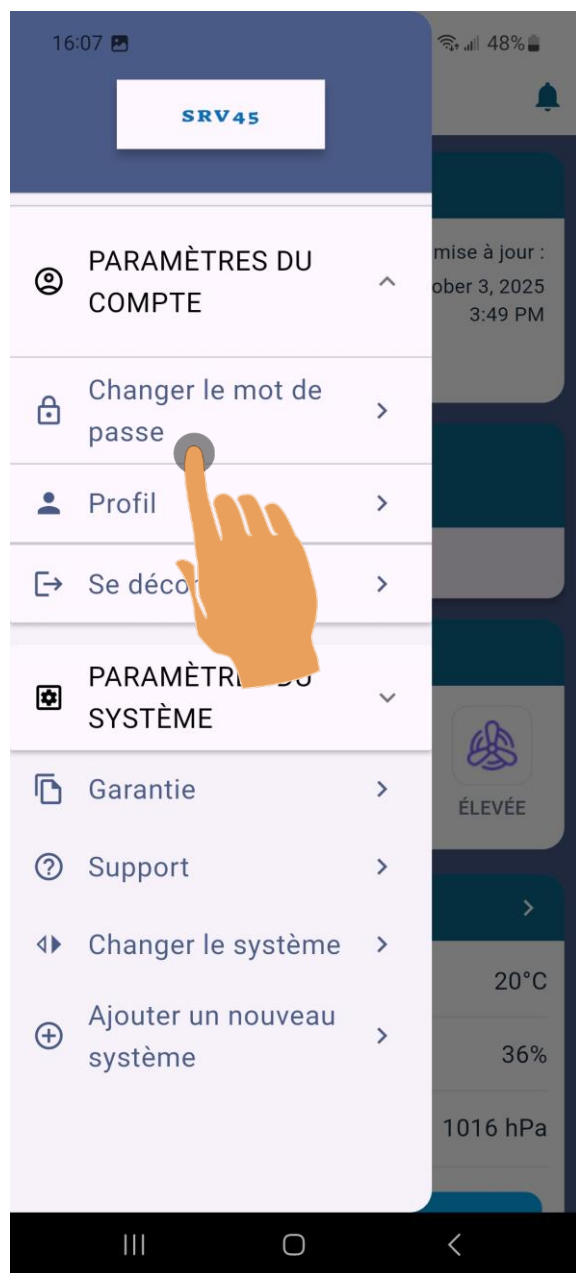 16:07
48%
SRV45
mise à jour :
ober 3, 2025
3:49 PM
PARAMÈTRES DU
COMPTE
Changer le mot de
passe
Profil
Se déco
PARAMÈTRES DU
SYSTÈME
Garantie
ÉLEVÉE
Support
Changer le système
20°C
Ajouter un nouveau
système
36%
1016 hPa